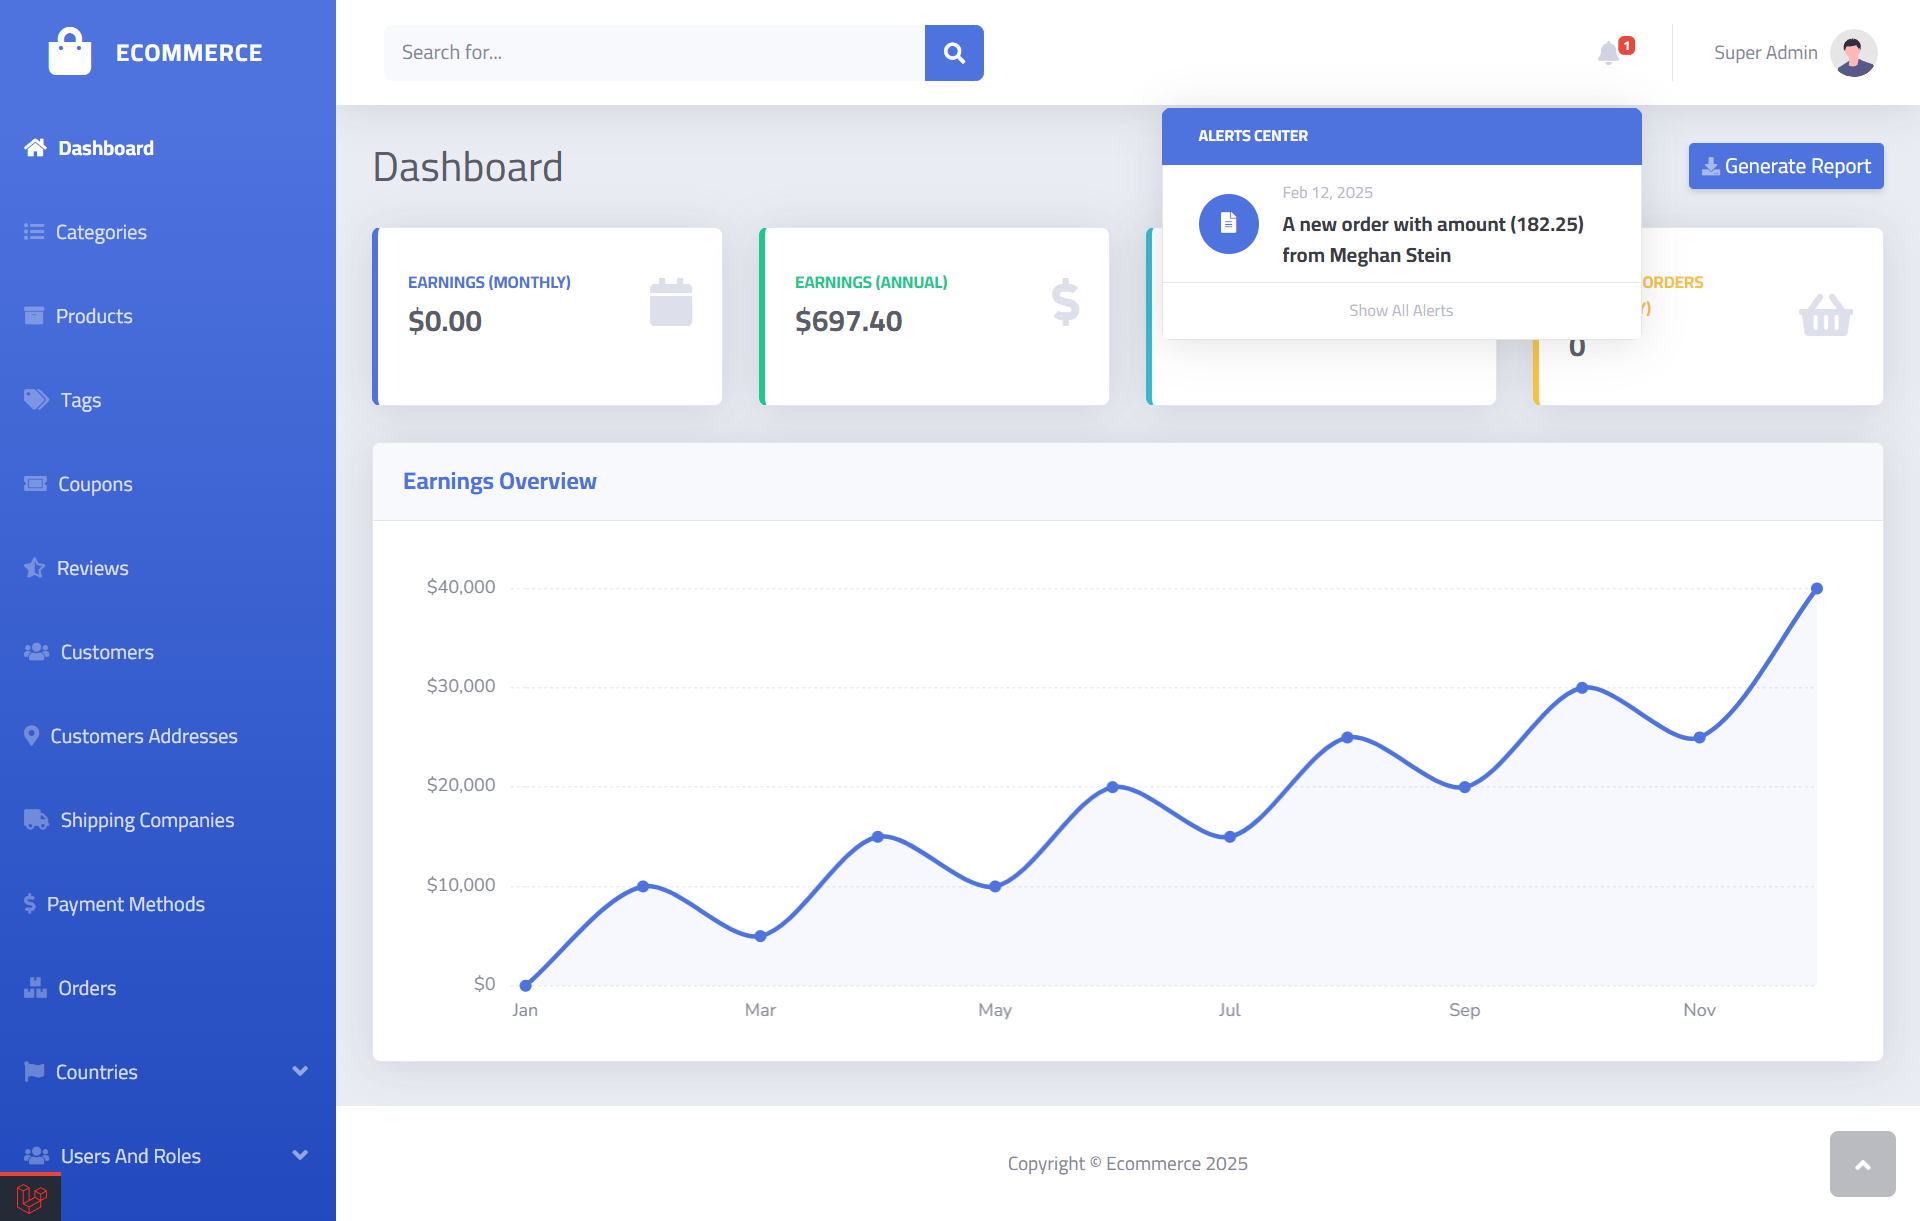 ECOMMERCE
Search for...
1
Super Admin
Dashboard
Categories
Products
Tags
Coupons
Reviews
Customers
Customers Addresses
Shipping Companies
Payment Methods
Orders
Countries
Users And Roles
Dashboard
Generate Report
ALERTS CENTER
Feb 12, 2025
A new order with amount (182.25)
from Meghan Stein
Show All Alerts
EARNINGS (MONTHLY)
$0.00
EARNINGS (ANNUAL)
$697.40
ORDERS
0
Earnings Overview
$40,000
$30,000
$20,000
$10,000
$0
Jan Mar May Jul Sep Nov
Copyright © Ecommerce 2025